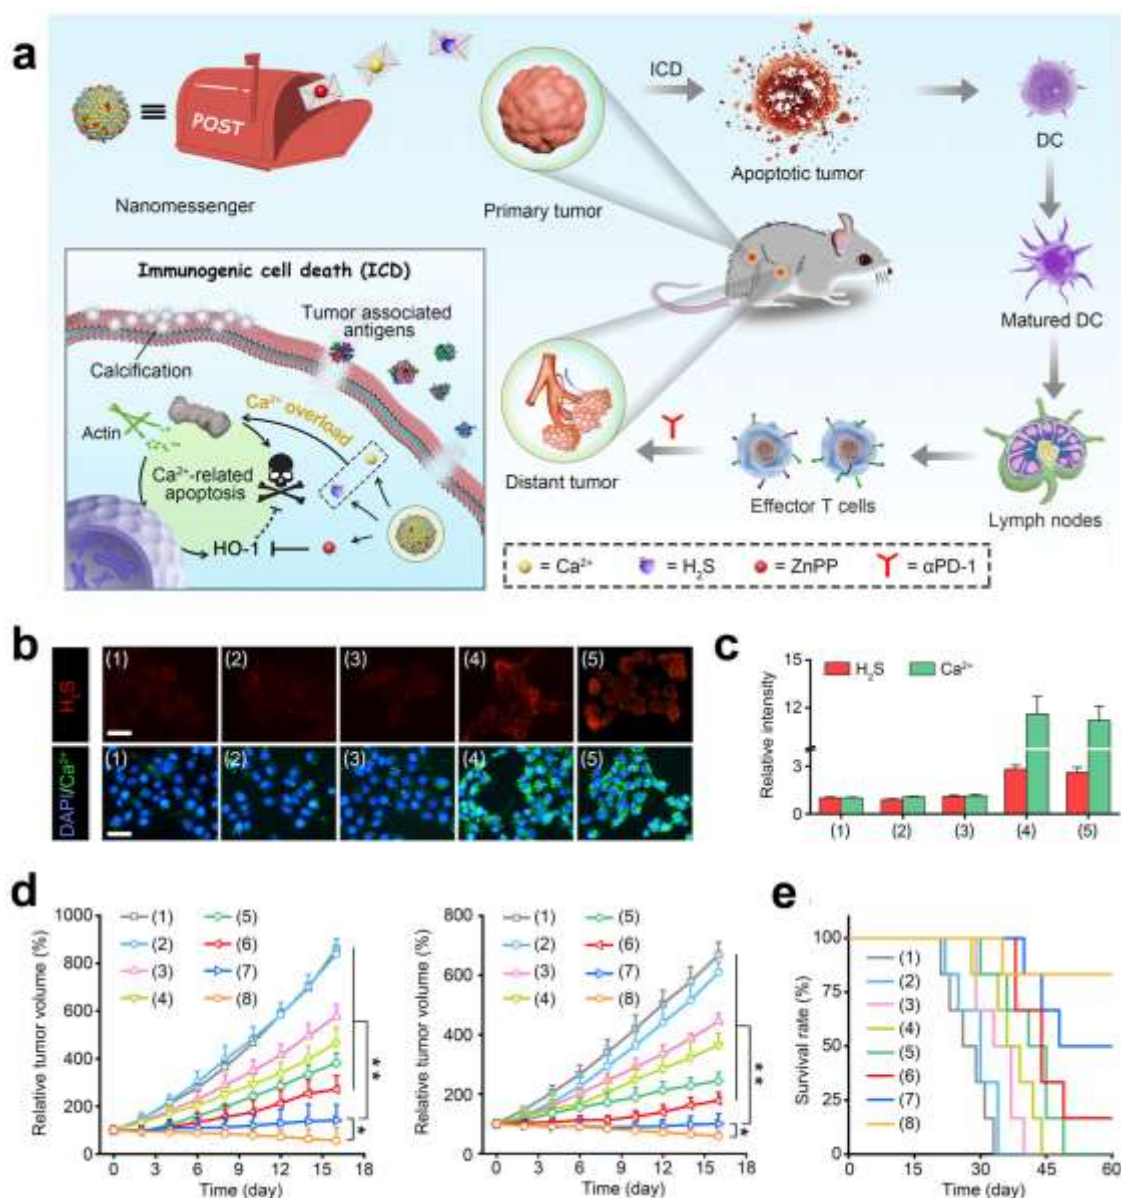 a
POST
Nanomessenger
Primary tumor
ICD
Apoptotic tumor
DC
Matured DC
Lymph nodes
Effector T cells
Distant tumor
Immunogenic cell death (ICD)
Tumor associated
antigens
Calcification
Actin
Ca²⁺ overload
Ca²⁺-related
apoptosis
HO-1
= Ca²⁺
= H₂S
= ZnPP
= αPD-1
b
H₂S
(1)
(2)
(3)
(4)
(5)
DAPI/Ca²⁺
(1)
(2)
(3)
(4)
(5)
c
Relative intensity
15
12
3
0
H₂S
Ca²⁺
(1)
(2)
(3)
(4)
(5)
d
Relative tumor volume (%)
1000
800
600
400
200
0
(1)
(2)
(3)
(4)
(5)
(6)
(7)
(8)
**
*
0 3 6 9 12 15 18
Time (day)
Relative tumor volume (%)
800
600
400
200
0
(1)
(2)
(3)
(4)
(5)
(6)
(7)
(8)
**
*
0 3 6 9 12 15 18
Time (day)
e
Survival rate (%)
100
75
50
25
0
(1)
(2)
(3)
(4)
(5)
(6)
(7)
(8)
0 15 30 45 60
Time (day)